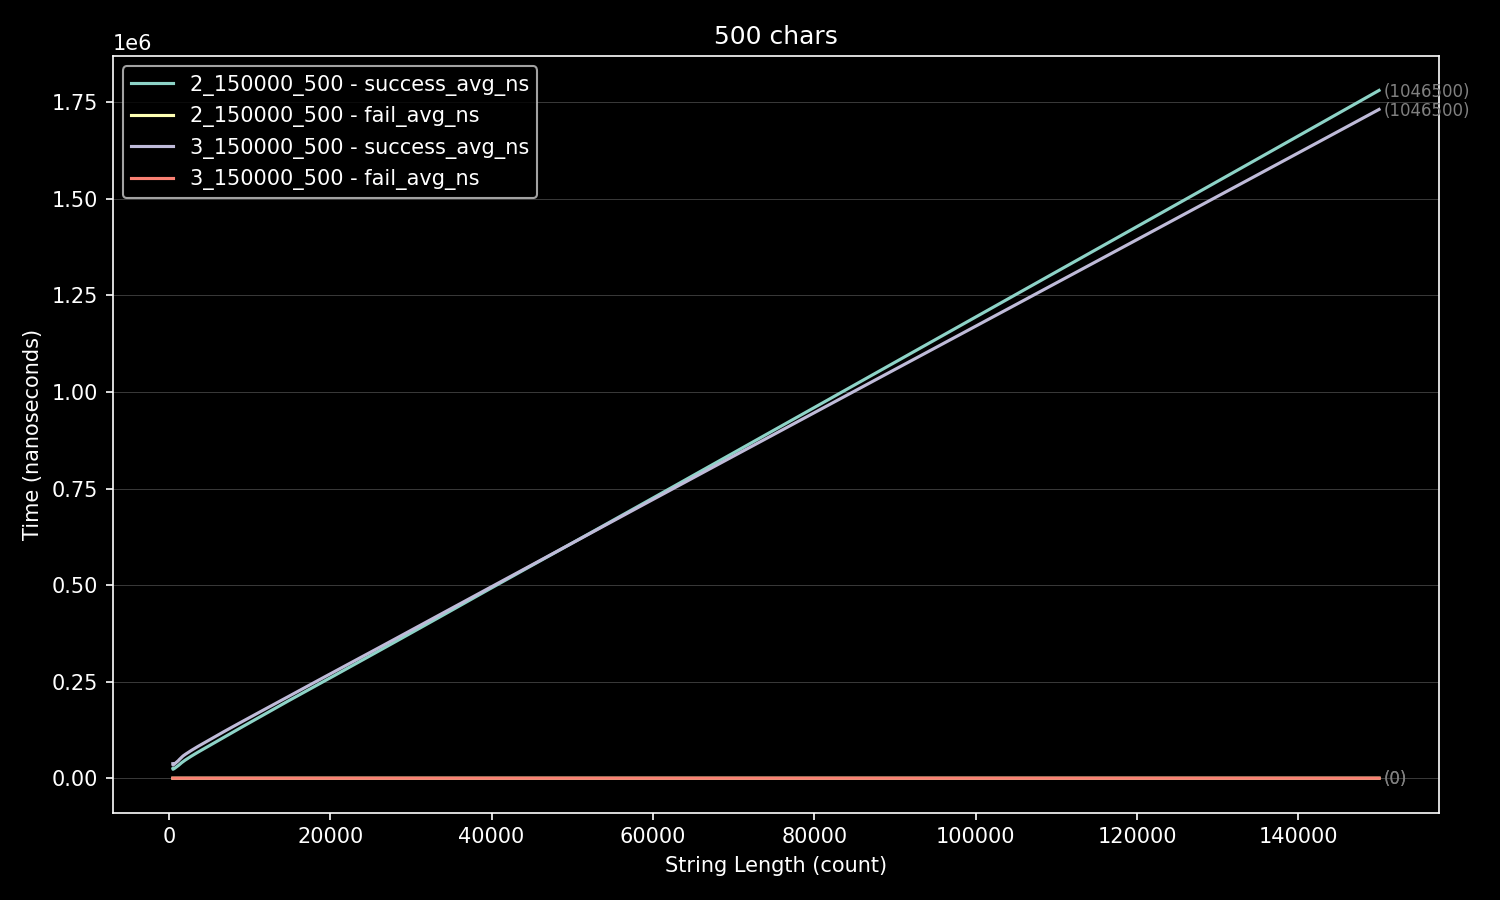 500 chars
1e6
2_150000_500 - success_avg_ns
2_150000_500 - fail_avg_ns
3_150000_500 - success_avg_ns
3_150000_500 - fail_avg_ns
1.75
1.50
1.25
1.00
0.75
0.50
0.25
0.00
Time (nanoseconds)
(1046500)
(1046500)
(0)
0
20000
40000
60000
80000
100000
120000
140000
String Length (count)